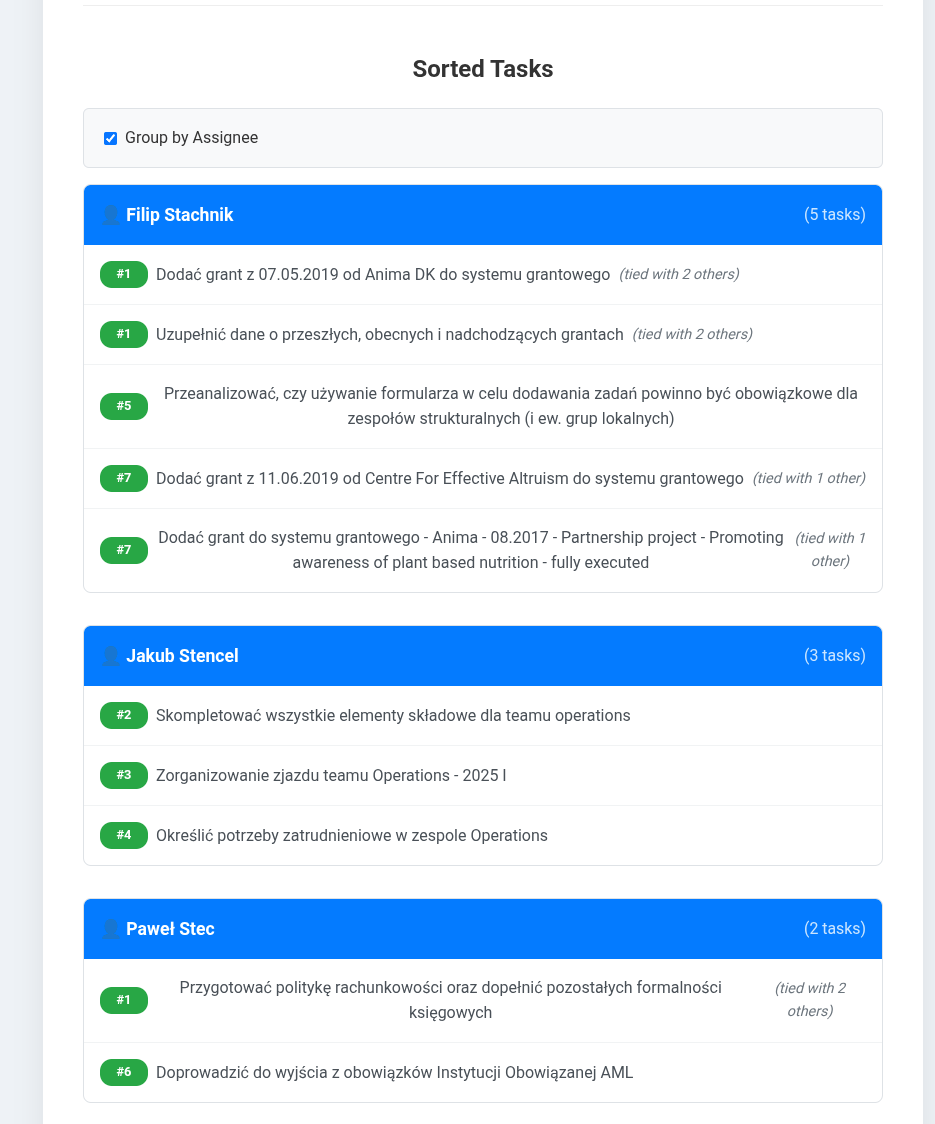 Sorted Tasks
Group by Assignee
Filip Stachnik (5 tasks)
#1 Dodać grant z 07.05.2019 od Anima DK do systemu grantowego (tied with 2 others)
#1 Uzupełnić dane o przeszłych, obecnych i nadchodzących grantach (tied with 2 others)
#5 Przeanalizować, czy używanie formularza w celu dodawania zadań powinno być obowiązkowe dla
zespołów strukturalnych (i ew. grup lokalnych)
#7 Dodać grant z 11.06.2019 od Centre For Effective Altruism do systemu grantowego (tied with 1 other)
#7 Dodać grant do systemu grantowego - Anima - 08.2017 - Partnership project - Promoting (tied with 1
awareness of plant based nutrition - fully executed other)
Jakub Stencel (3 tasks)
#2 Skompletować wszystkie elementy składowe dla teamu operations
#3 Zorganizowanie zjazdu teamu Operations - 2025 I
#4 Określić potrzeby zatrudnieniowe w zespole Operations
Paweł Stec (2 tasks)
#1 Przygotować politykę rachunkowości oraz dopełnić pozostałych formalności (tied with 2
księgowych others)
#6 Doprowadzić do wyjścia z obowiązków Instytucji Obowiązanej AML